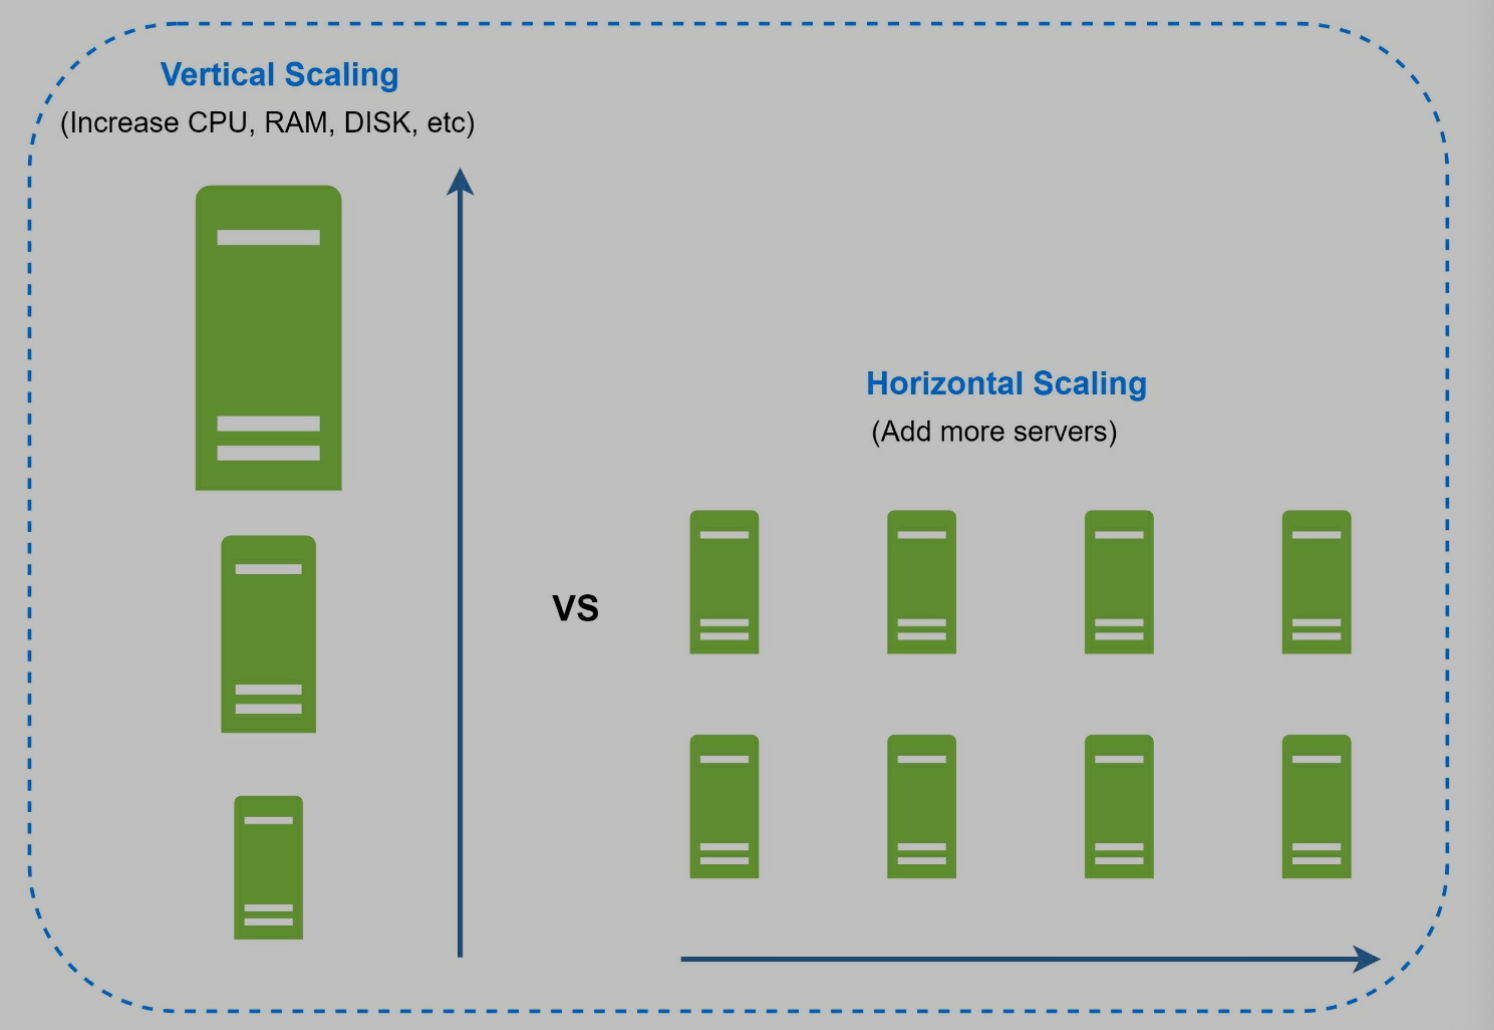 Vertical Scaling
(Increase CPU, RAM, DISK, etc)
Horizontal Scaling
(Add more servers)
VS